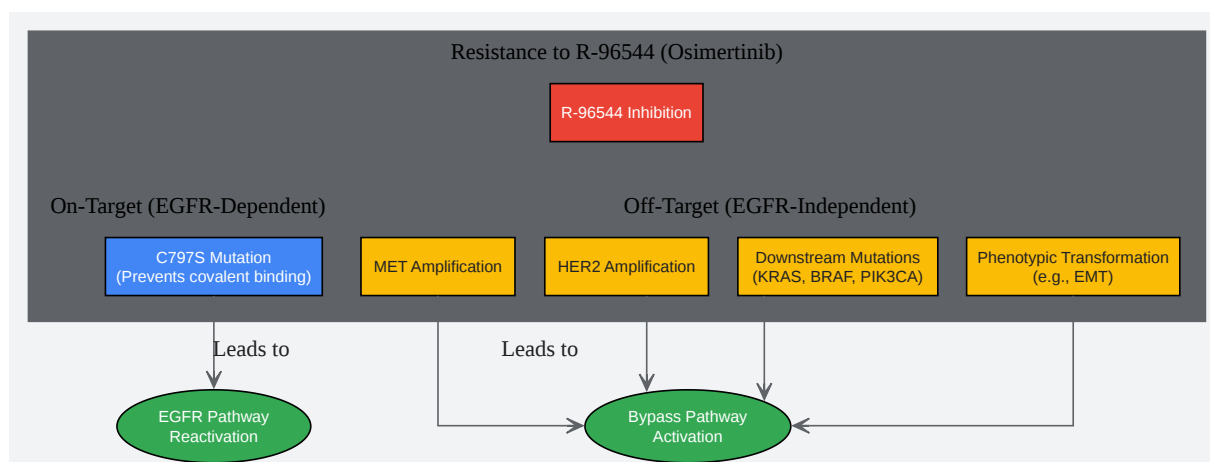 Resistance to R-96544 (Osimertinib)
R-96544 Inhibition
On-Target (EGFR-Dependent)
Off-Target (EGFR-Independent)
C797S Mutation
(Prevents covalent binding)
MET Amplification
HER2 Amplification
Downstream Mutations
(KRAS, BRAF, PIK3CA)
Phenotypic Transformation
(e.g., EMT)
Leads to
Leads to
EGFR Pathway
Reactivation
Bypass Pathway
Activation